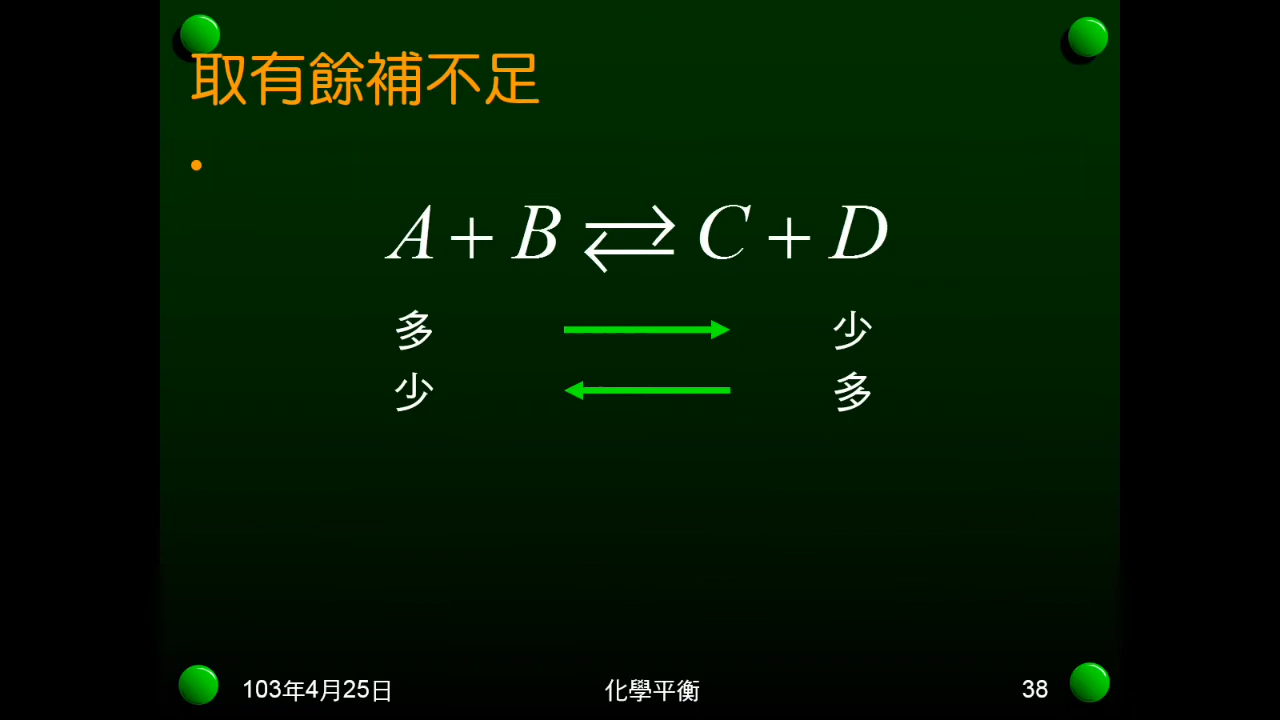 取有餘補不足
•
A + B ⇄ C + D
多 → 少
少 ← 多
103年4月25日 化學平衡 38